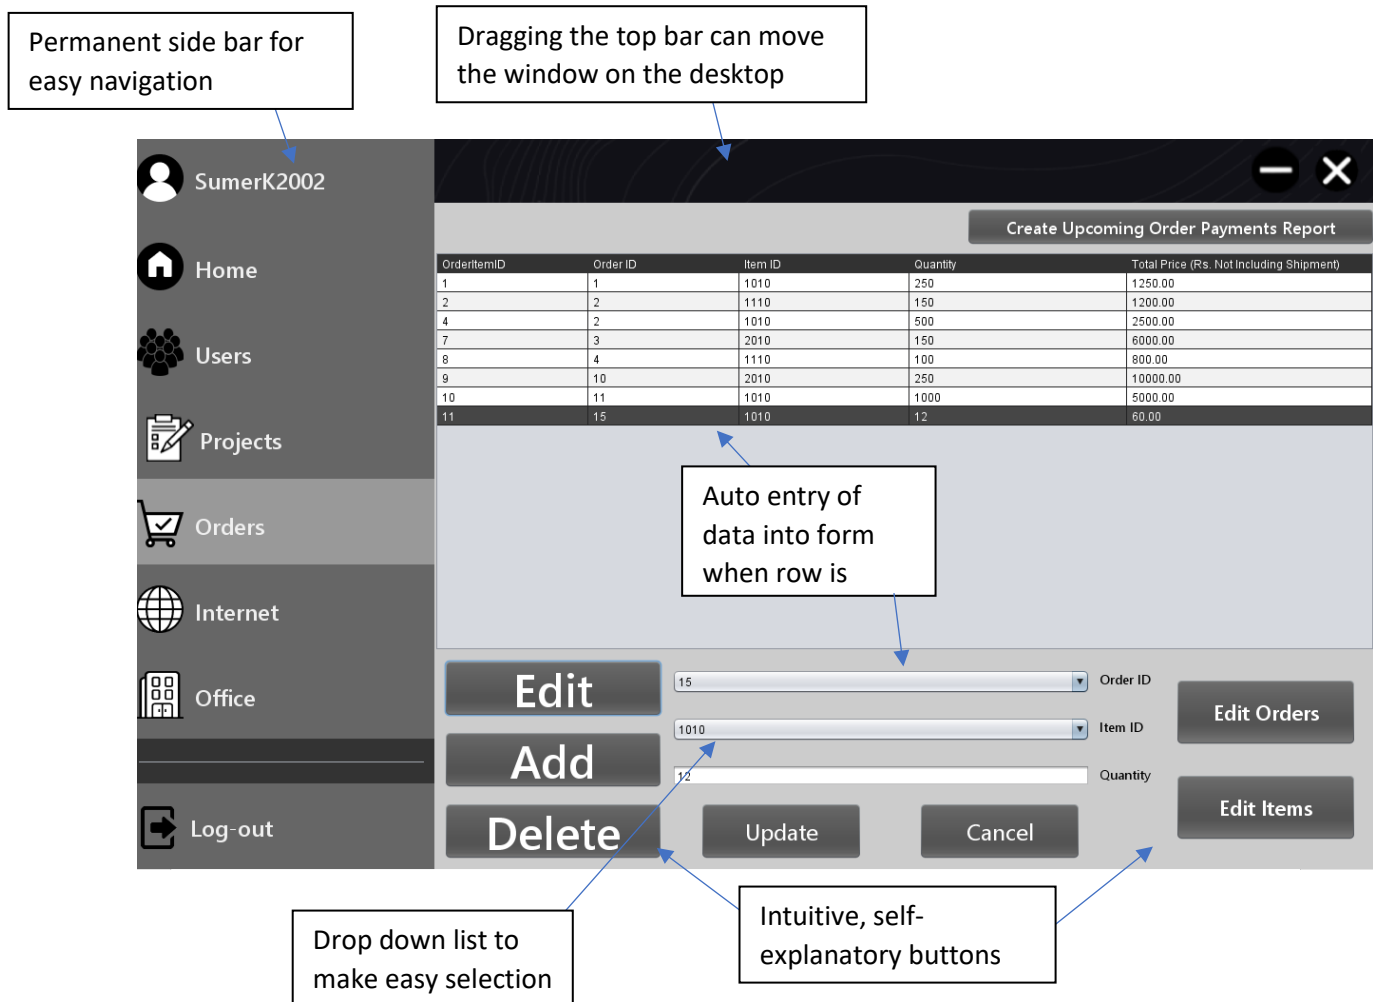 Permanent side bar for
easy navigation
Dragging the top bar can move
the window on the desktop
SumerK2002
Home
Users
Projects
Orders
Internet
Office
Log-out
Create Upcoming Order Payments Report
OrderItemID Order ID Item ID Quantity Total Price (Rs. Not Including Shipment)
1 1 1010 250 1250.00
2 2 1110 150 1200.00
4 2 1010 500 2500.00
7 3 2010 150 6000.00
8 4 1110 100 800.00
9 10 2010 250 10000.00
10 11 1010 1000 5000.00
11 15 1010 12 60.00
Auto entry of
data into form
when row is
Edit
15 Order ID
Edit Orders
1010 Item ID
Add
12 Quantity
Edit Items
Delete
Update
Cancel
Drop down list to
make easy selection
Intuitive, self-
explanatory buttons